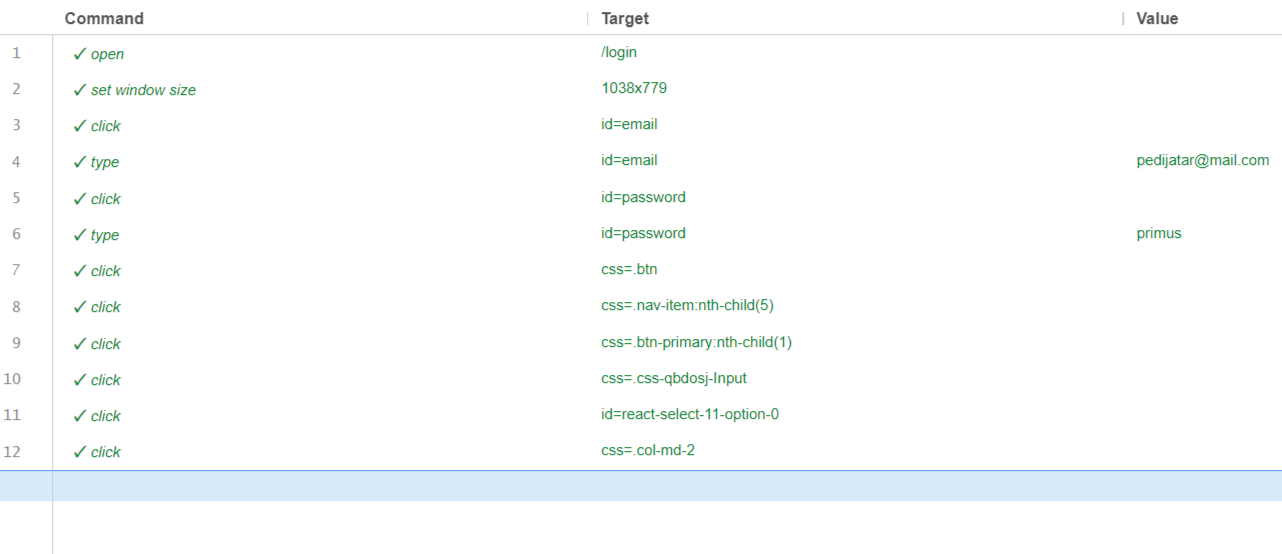 Command Target Value
1 ✓ open /login
2 ✓ set window size 1038x779
3 ✓ click id=email
4 ✓ type id=email pedijatar@mail.com
5 ✓ click id=password
6 ✓ type id=password primus
7 ✓ click css=.btn
8 ✓ click css=.nav-item:nth-child(5)
9 ✓ click css=.btn-primary:nth-child(1)
10 ✓ click css=.css-qbdosj-Input
11 ✓ click id=react-select-11-option-0
12 ✓ click css=.col-md-2